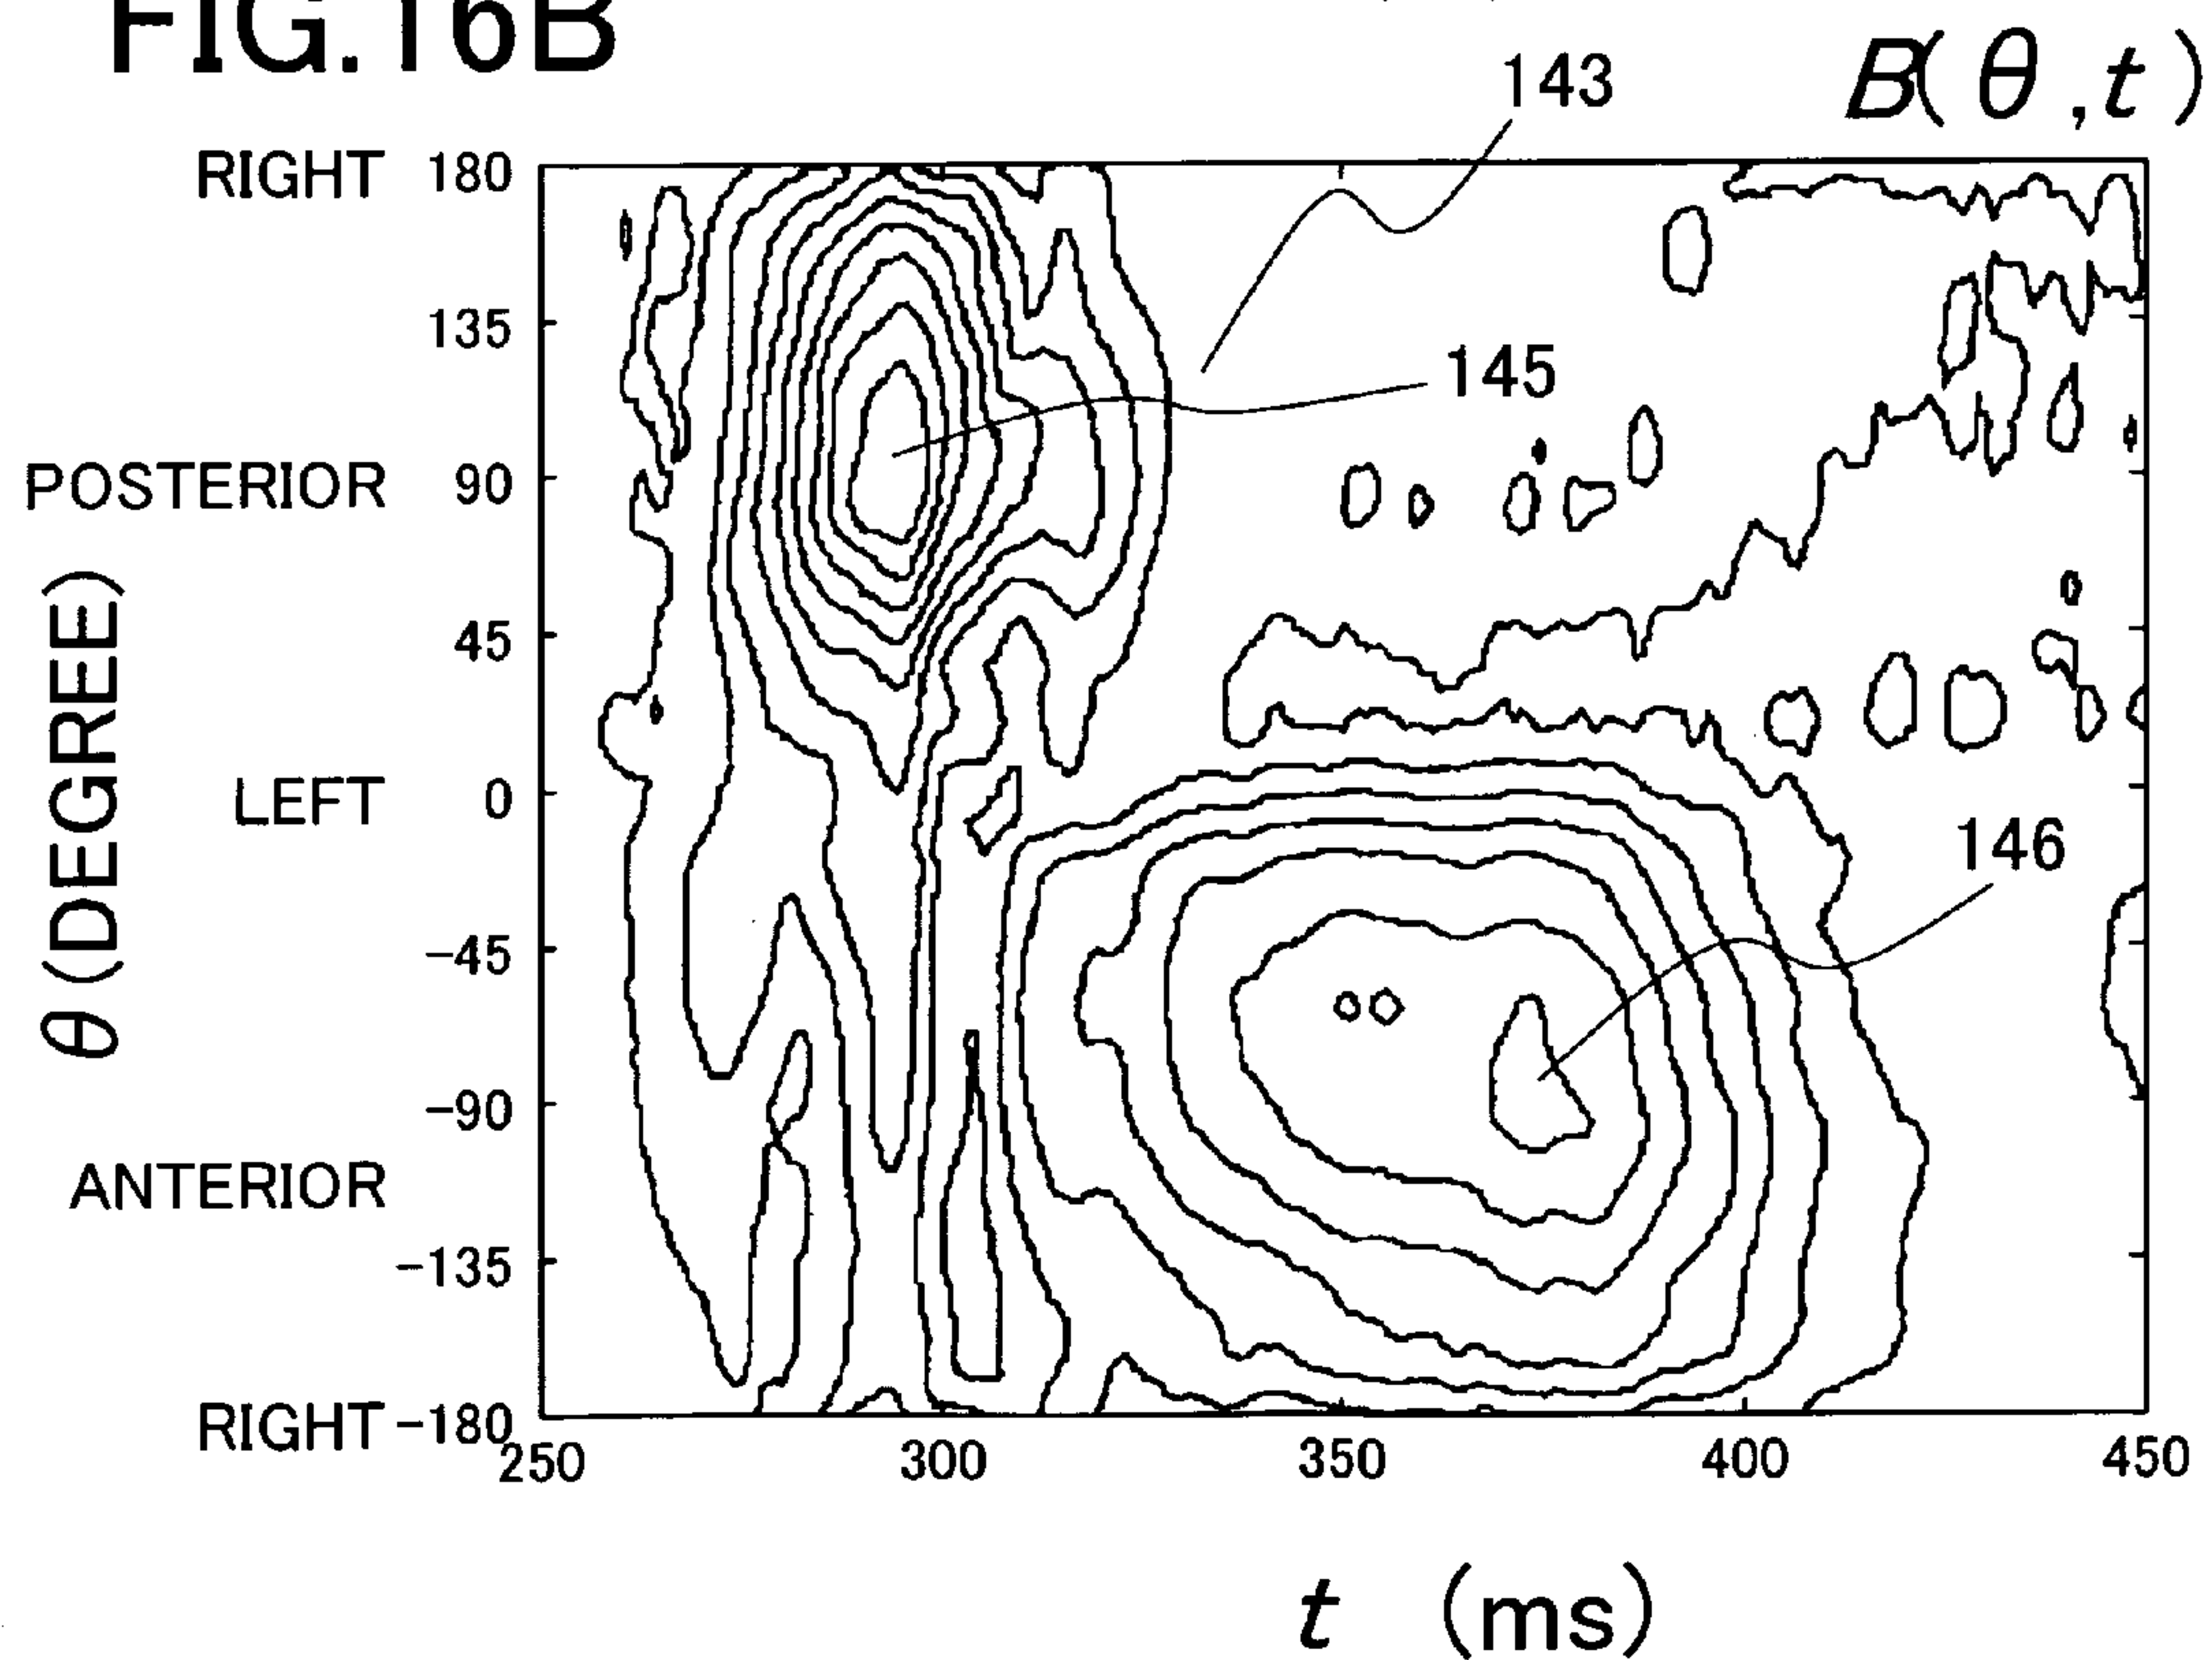 FIG.16B
143
B(θ,t)
RIGHT 180
135
145
POSTERIOR 90
45
LEFT 0
146
-45
-90
ANTERIOR
-135
RIGHT -180
θ (DEGREE)
250 300 350 400 450
t (ms)